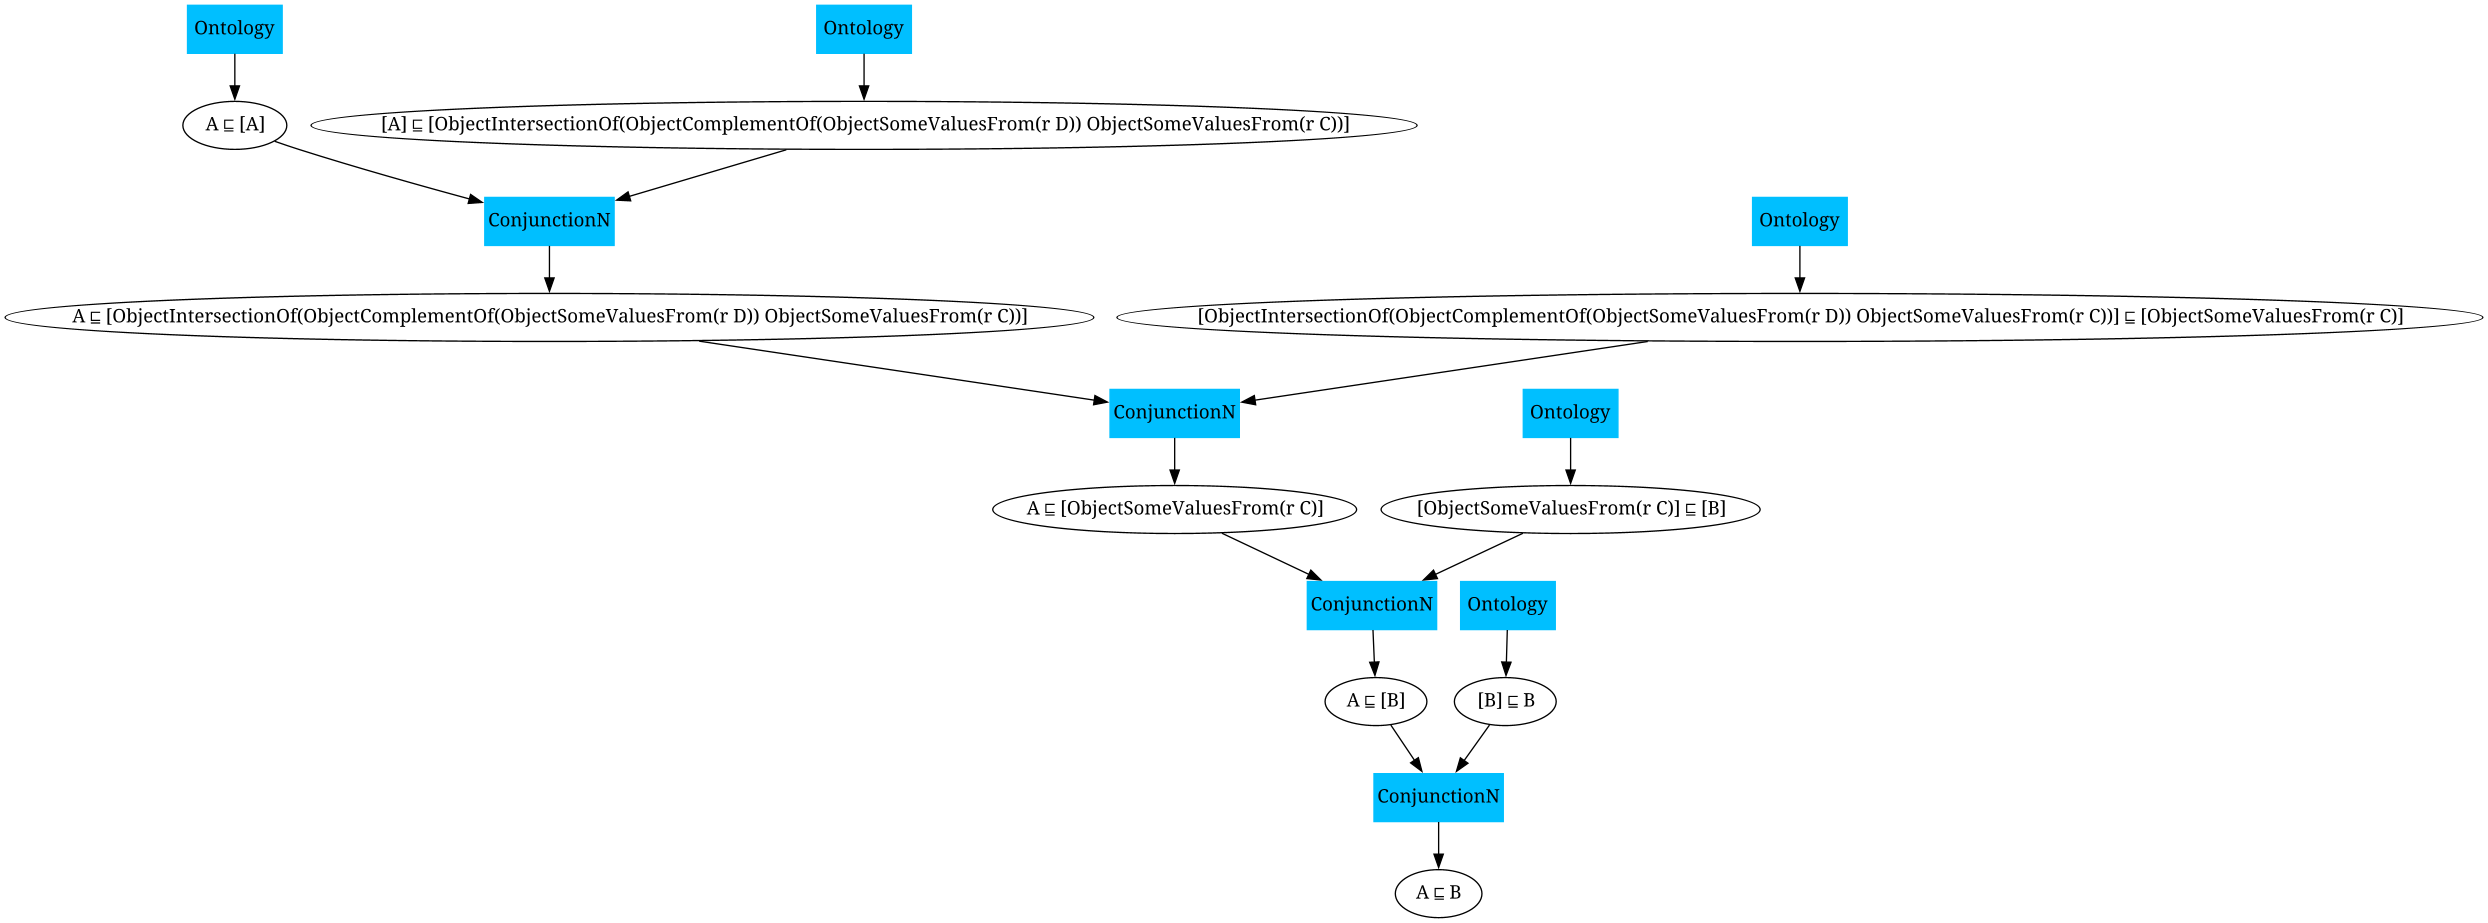 Ontology
Ontology
A ⊑ [A]
[A] ⊑ [ObjectIntersectionOf(ObjectComplementOf(ObjectSomeValuesFrom(r D)) ObjectSomeValuesFrom(r C))]
ConjunctionN
Ontology
A ⊑ [ObjectIntersectionOf(ObjectComplementOf(ObjectSomeValuesFrom(r D)) ObjectSomeValuesFrom(r C))]
[ObjectIntersectionOf(ObjectComplementOf(ObjectSomeValuesFrom(r D)) ObjectSomeValuesFrom(r C))] ⊑ [ObjectSomeValuesFrom(r C)]
ConjunctionN
Ontology
A ⊑ [ObjectSomeValuesFrom(r C)]
[ObjectSomeValuesFrom(r C)] ⊑ [B]
ConjunctionN
Ontology
A ⊑ [B]
[B] ⊑ B
ConjunctionN
A ⊑ B